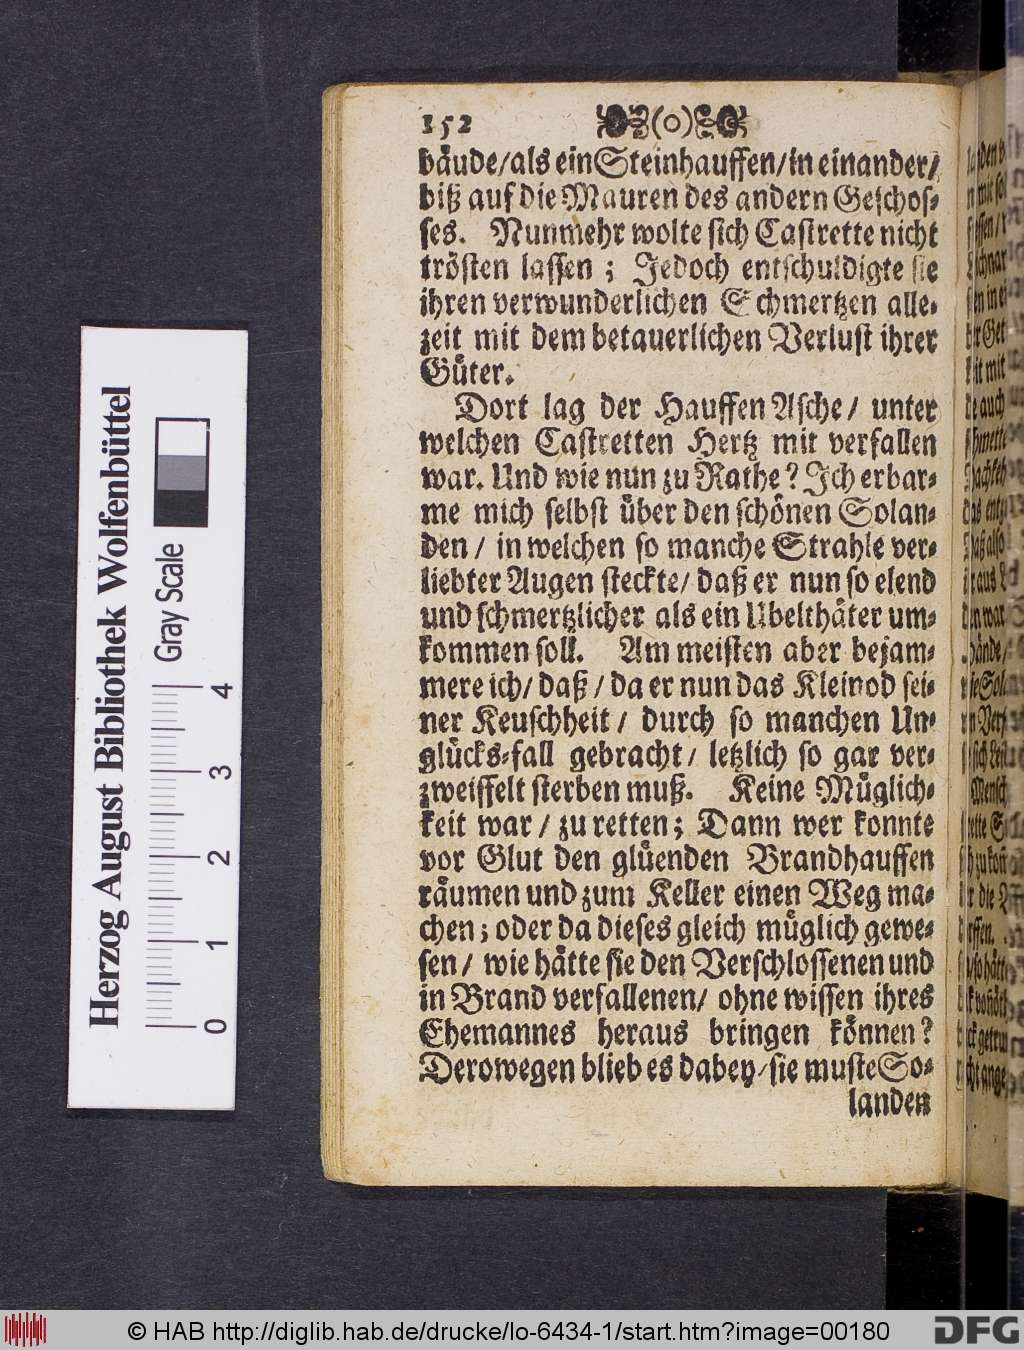 152 (o)
bäude/als ein Steinhauffen/in einander/
biß auf die Mauren des andern Geschos-
ses. Nunmehr wolte sich Castrette nicht
trösten lassen ; Jedoch entschuldigte sie
ihren verwunderlichen Schmertzen alle-
zeit mit dem betauerlichen Verlust ihrer
Güter.
Dort lag der Hauffen Asche/ unter
welchen Castretten Hertz mit verfallen
war. Und wie nun zu Rathe? Ich erbar-
me mich selbst über den schönen Solan-
den / in welchen so manche Strahle ver-
liebter Augen steckte/ daß er nun so elend
und schmertzlicher als ein Ubelthäter um-
kommen soll. Am meisten aber bejam-
mere ich/ daß / da er nun das Kleinod sei-
ner Keuschheit / durch so manchen Un-
glücks-fall gebracht/ letzlich so gar ver-
zweiffelt sterben muß. Keine Müglich-
keit war / zu retten; Dann wer konnte
vor Glut den glüenden Brandhauffen
räumen und zum Keller einen Weg ma-
chen; oder da dieses gleich müglich gewe-
sen / wie hätte sie den Verschlossenen und
in Brand verfallenen/ ohne wissen ihres
Ehemannes heraus bringen können?
Derowegen blieb es dabey/sie muste So-
landen
Herzog August Bibliothek Wolfenbüttel
Gray Scale
0 1 2 3 4
© HAB http://diglib.hab.de/drucke/lo-6434-1/start.htm?image=00180
DFG